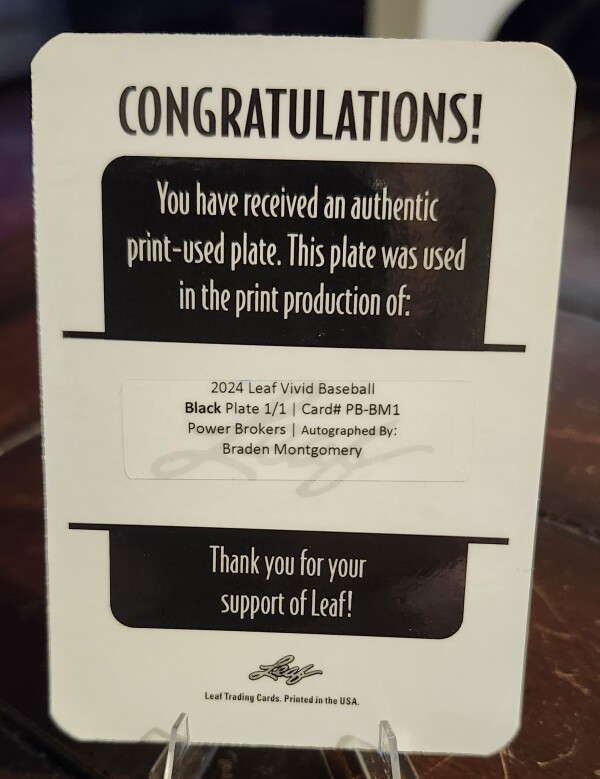 CONGRATULATIONS!
You have received an authentic
print-used plate. This plate was used
in the print production of:
2024 Leaf Vivid Baseball
Black Plate 1/1 | Card# PB-BM1
Power Brokers | Autographed By:
Braden Montgomery
Thank you for your
support of Leaf!
Leaf
Leaf Trading Cards. Printed in the USA.